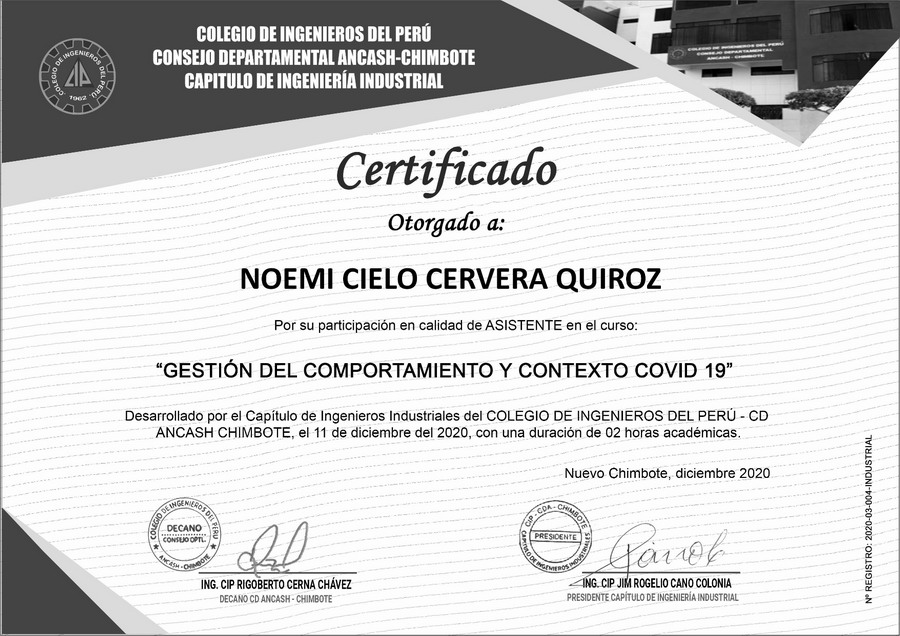 COLEGIO DE INGENIEROS DEL PERÚ
CONSEJO DEPARTAMENTAL ANCASH-CHIMBOTE
CAPITULO DE INGENIERÍA INDUSTRIAL
COLEGIO DE INGENIEROS DEL PERÚ
1962
COLEGIO DE INGENIEROS DEL PERÚ
CONSEJO DEPARTAMENTAL
ANCASH - CHIMBOTE
Certificado
Otorgado a:
NOEMI CIELO CERVERA QUIROZ
Por su participación en calidad de ASISTENTE en el curso:
“GESTIÓN DEL COMPORTAMIENTO Y CONTEXTO COVID 19”
Desarrollado por el Capítulo de Ingenieros Industriales del COLEGIO DE INGENIEROS DEL PERÚ - CD
ANCASH CHIMBOTE, el 11 de diciembre del 2020, con una duración de 02 horas académicas.
Nuevo Chimbote, diciembre 2020
COLEGIO DE INGENIEROS DEL PERU
DECANO
CONSEJO DPTL.
ANCASH - CHIMBOTE
ING. CIP RIGOBERTO CERNA CHÁVEZ
DECANO CD ANCASH - CHIMBOTE
CIP - CDA - CHIMBOTE
PRESIDENTE
CAPITULO DE INGENIEROS INDUSTRIALES
ING. CIP JIM ROGELIO CANO COLONIA
PRESIDENTE CAPÍTULO DE INGENIERÍA INDUSTRIAL
Nº REGISTRO: 2020-03-004-INDUSTRIAL